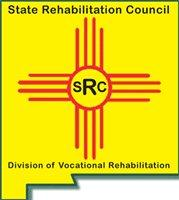 State Rehabilitation Council
SRC
Division of Vocational Rehabilitation